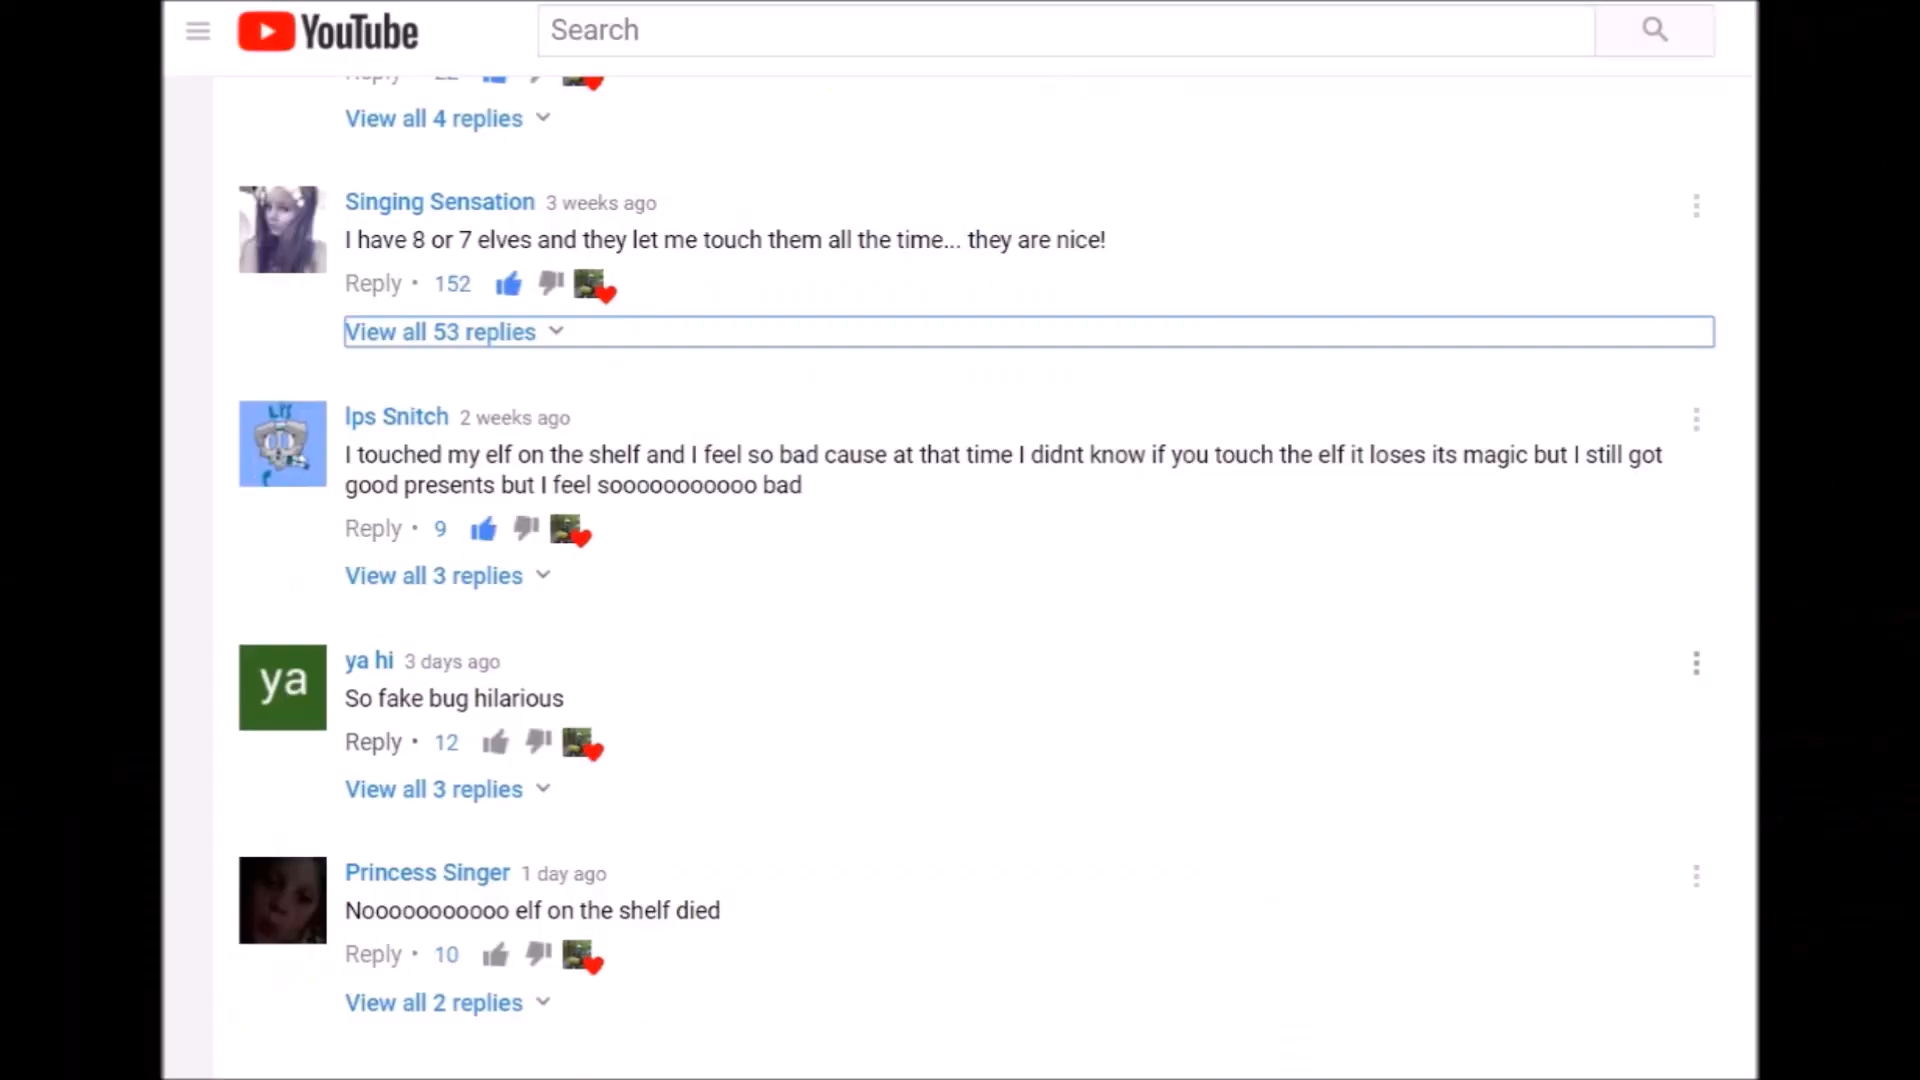 YouTube
Search
Reply • 22
View all 4 replies
Singing Sensation 3 weeks ago
I have 8 or 7 elves and they let me touch them all the time... they are nice!
Reply • 152
View all 53 replies
lps Snitch 2 weeks ago
I touched my elf on the shelf and I feel so bad cause at that time I didnt know if you touch the elf it loses its magic but I still got
good presents but I feel sooooooooooo bad
Reply • 9
View all 3 replies
ya
ya hi 3 days ago
So fake bug hilarious
Reply • 12
View all 3 replies
Princess Singer 1 day ago
Nooooooooooo elf on the shelf died
Reply • 10
View all 2 replies